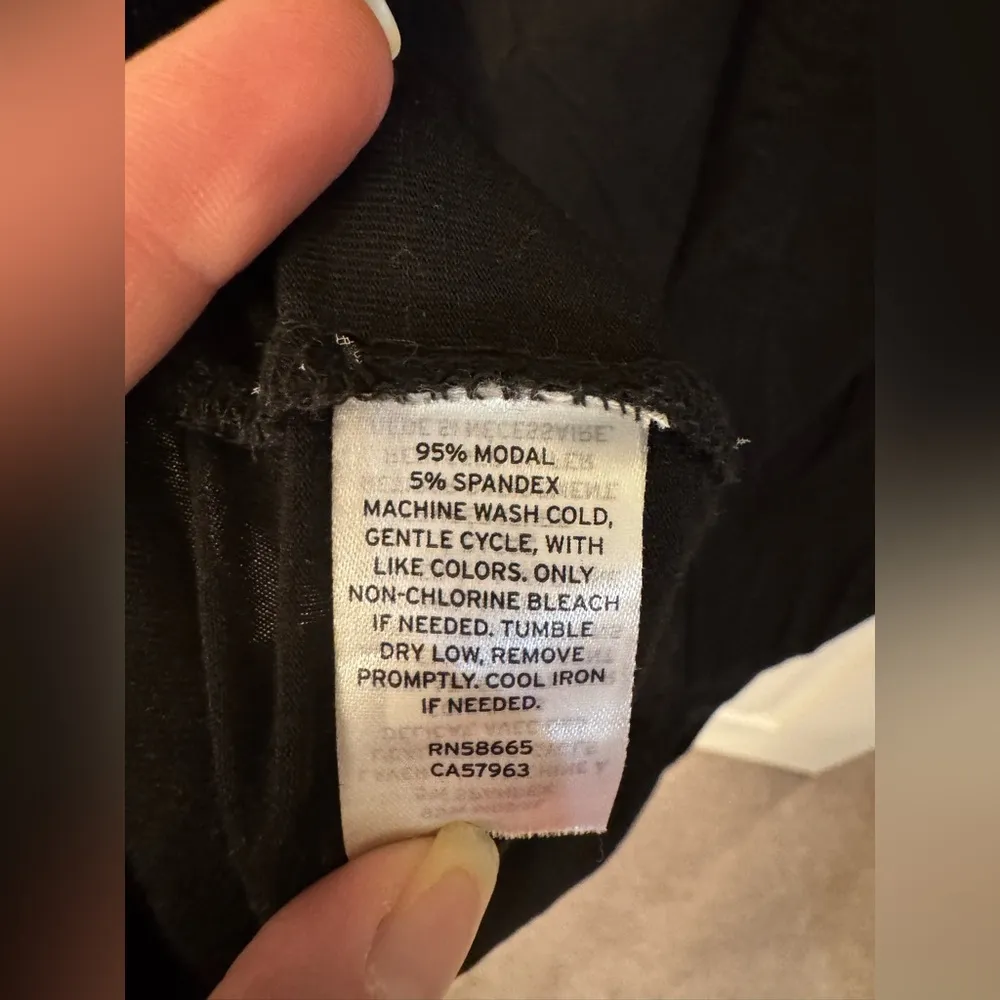 95% MODAL
5% SPANDEX
MACHINE WASH COLD,
GENTLE CYCLE, WITH
LIKE COLORS. ONLY
NON-CHLORINE BLEACH
IF NEEDED. TUMBLE
DRY LOW, REMOVE
PROMPTLY. COOL IRON
IF NEEDED.
RN58665
CA57963